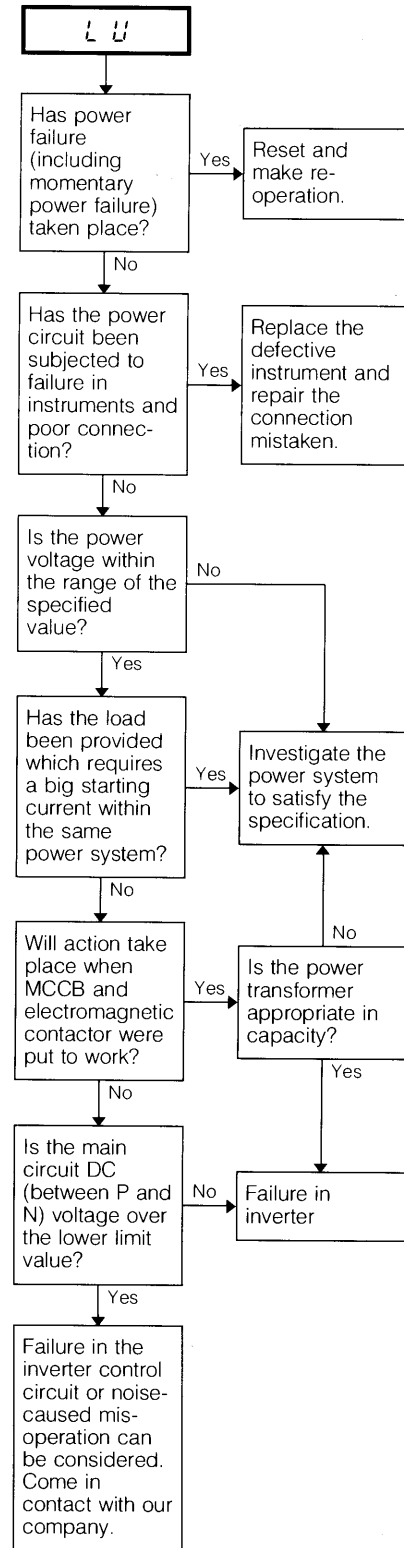 LU
Has power
failure
(including
momentary
power failure)
taken place?
Yes
Reset and
make re-
operation.
No
Has the power
circuit been
subjected to
failure in
instruments and
poor connec-
tion?
Yes
Replace the
defective
instrument and
repair the
connection
mistaken.
No
Is the power
voltage within
the range of the
specified
value?
No
Yes
Has the load
been provided
which requires
a big starting
current within
the same
power system?
Yes
Investigate the
power system
to satisfy the
specification.
No
No
Will action take
place when
MCCB and
electromagnetic
contactor were
put to work?
Yes
Is the power
transformer
appropriate in
capacity?
Yes
No
Is the main
circuit DC
(between P and
N) voltage over
the lower limit
value?
No
Failure in
inverter
Yes
Failure in the
inverter control
circuit or noise-
caused mis-
operation can
be considered.
Come in
contact with our
company.